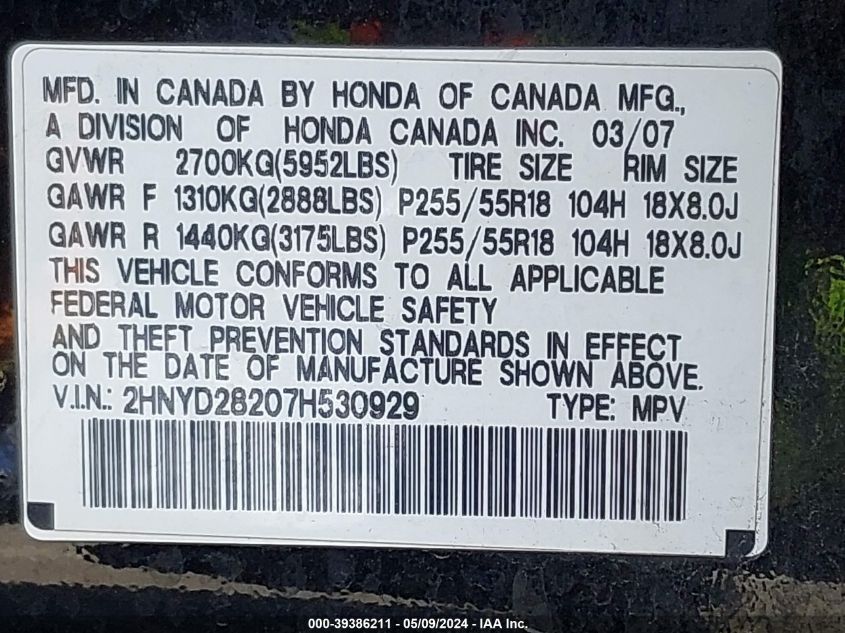 MFD. IN CANADA BY HONDA OF CANADA MFG.,
A DIVISION OF HONDA CANADA INC. 03/07
GVWR 2700KG(5952LBS) TIRE SIZE RIM SIZE
GAWR F 1310KG(2888LBS) P255/55R18 104H 18X8.0J
GAWR R 1440KG(3175LBS) P255/55R18 104H 18X8.0J
THIS VEHICLE CONFORMS TO ALL APPLICABLE
FEDERAL MOTOR VEHICLE SAFETY
AND THEFT PREVENTION STANDARDS IN EFFECT
ON THE DATE OF MANUFACTURE SHOWN ABOVE.
V.I.N.: 2HNYD28207H530929 TYPE: MPV
000-39386211 - 05/09/2024 - IAA Inc.